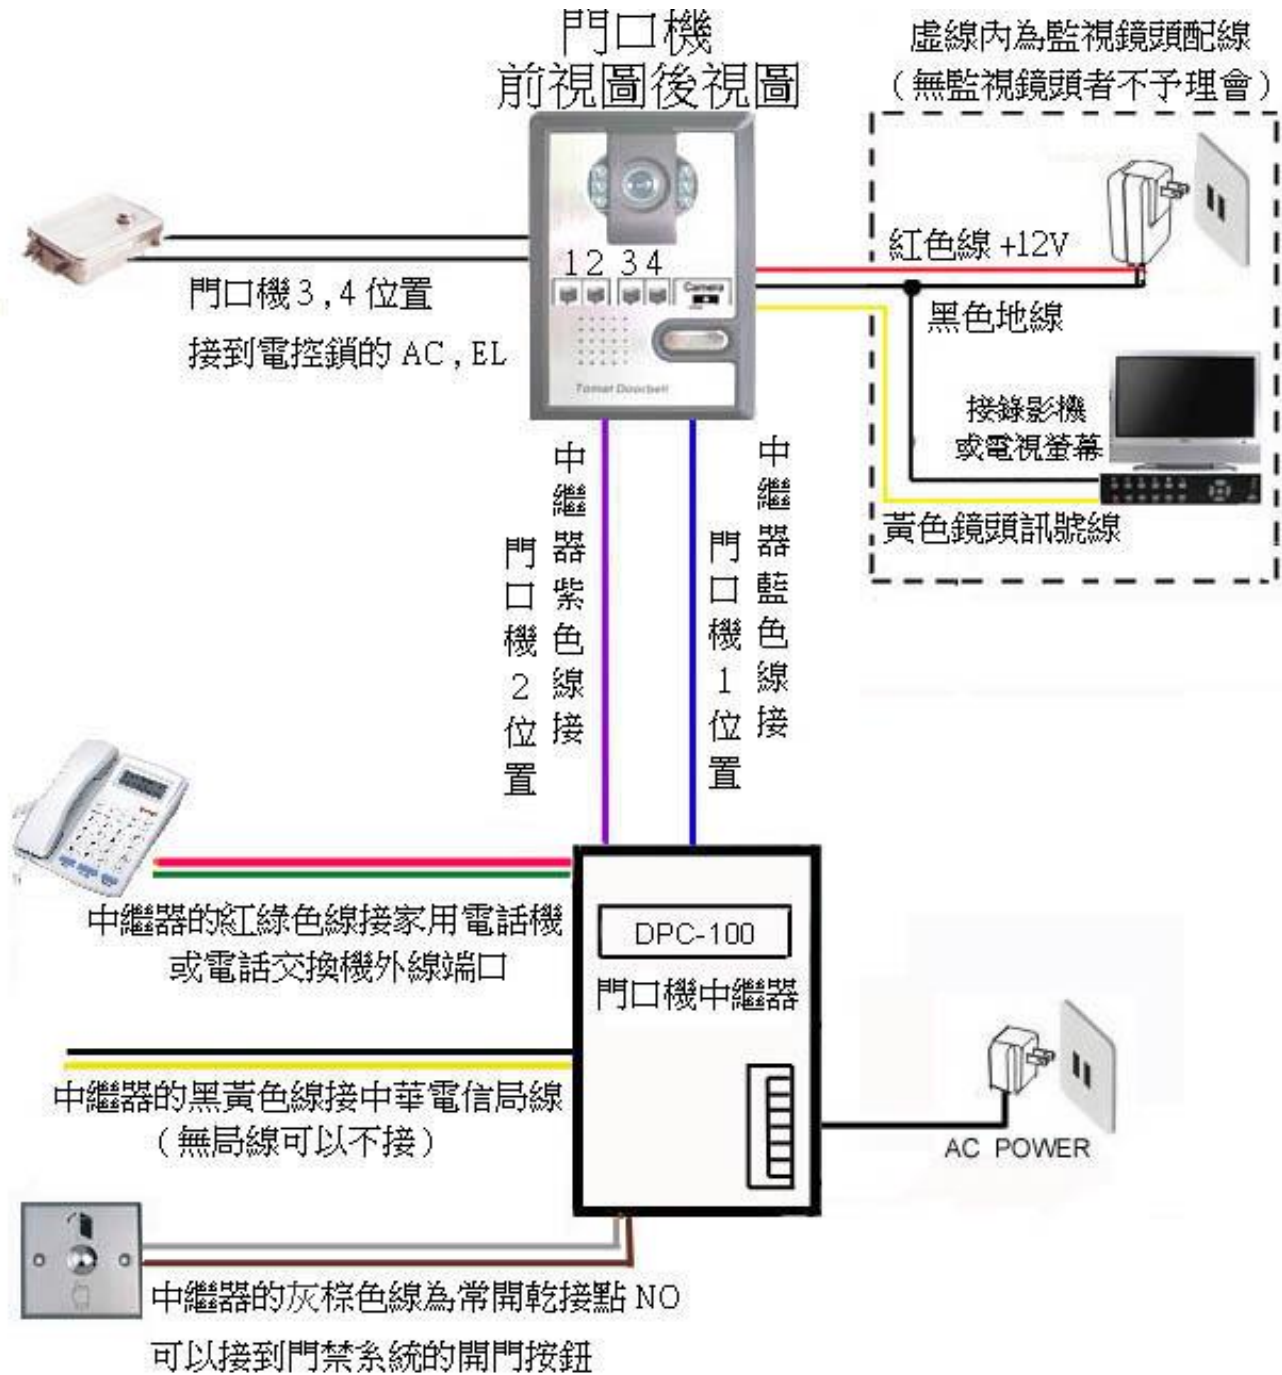 門口機
前視圖後視圖
虛線內為監視鏡頭配線
（無監視鏡頭者不予理會）
1 2 3 4
Camera
紅色線 +12V
黑色地線
門口機 3 , 4 位置
接到電控鎖的 AC , EL
Tomat Doorbell
接錄影機
或電視螢幕
黃色鏡頭訊號線
中繼器紫色線接
門口機2位置
中繼器藍色線接
門口機1位置
中繼器的紅綠色線接家用電話機
或電話交換機外線端口
DPC-100
門口機中繼器
中繼器的黑黃色線接中華電信局線
（無局線可以不接）
AC POWER
中繼器的灰棕色線為常開乾接點 NO
可以接到門禁系統的開門按鈕